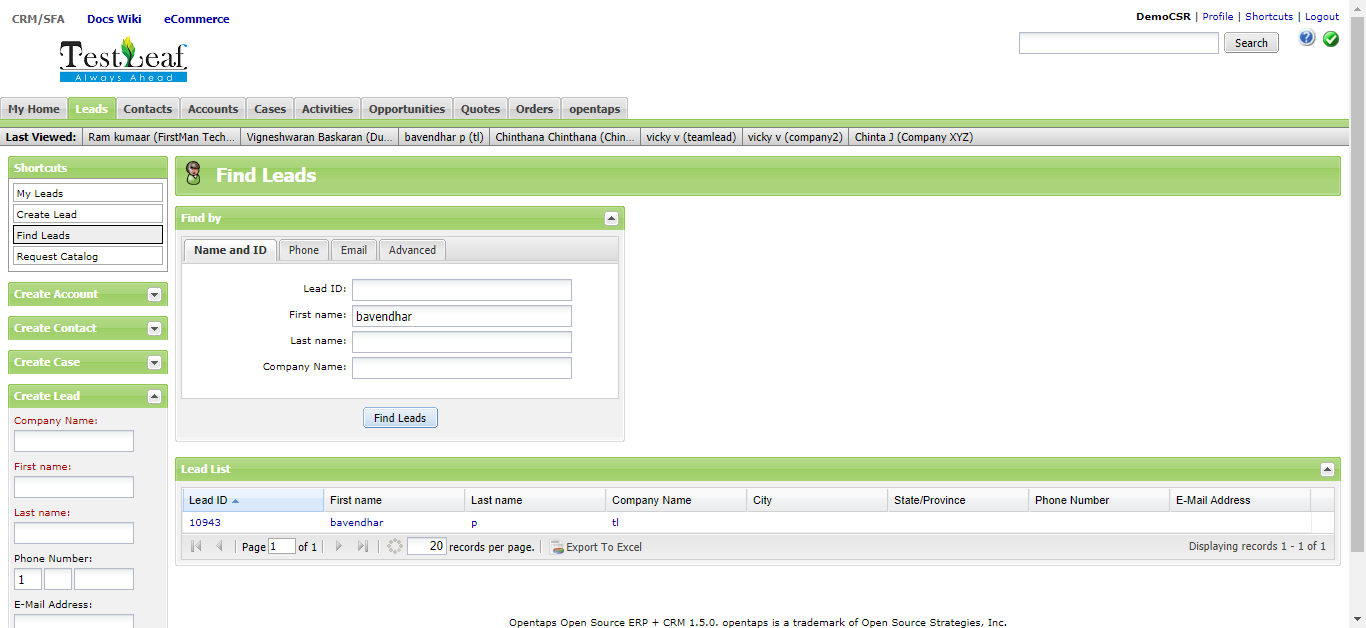 CRM/SFA Docs Wiki eCommerce
DemoCSR | Profile | Shortcuts | Logout
TestLeaf
Always Ahead
Search
My Home Leads Contacts Accounts Cases Activities Opportunities Quotes Orders opentaps
Last Viewed: Ram kumaar (FirstMan Tech... Vigneshwaran Baskaran (Du... bavendhar p (tl) Chinthana Chinthana (Chin... vicky v (teamlead) vicky v (company2) Chinta J (Company XYZ)
Shortcuts
My Leads
Create Lead
Find Leads
Request Catalog
Create Account
Create Contact
Create Case
Create Lead
Company Name:
First name:
Last name:
Phone Number:
1
E-Mail Address:
Find Leads
Find by
Name and ID Phone Email Advanced
Lead ID:
First name: bavendhar
Last name:
Company Name:
Find Leads
Lead List
Lead ID First name Last name Company Name City State/Province Phone Number E-Mail Address
10943 bavendhar p tl
Page 1 of 1 20 records per page. Export To Excel Displaying records 1 - 1 of 1
Opentaps Open Source ERP + CRM 1.5.0. opentaps is a trademark of Open Source Strategies, Inc.